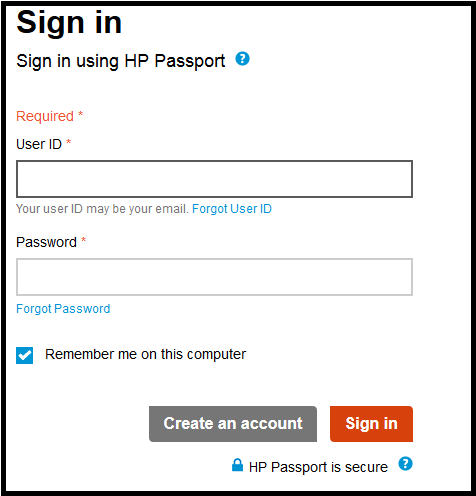 Sign in
Sign in using HP Passport ?
Required *
User ID *
Your user ID may be your email. Forgot User ID
Password *
Forgot Password
Remember me on this computer
Create an account Sign in
HP Passport is secure ?